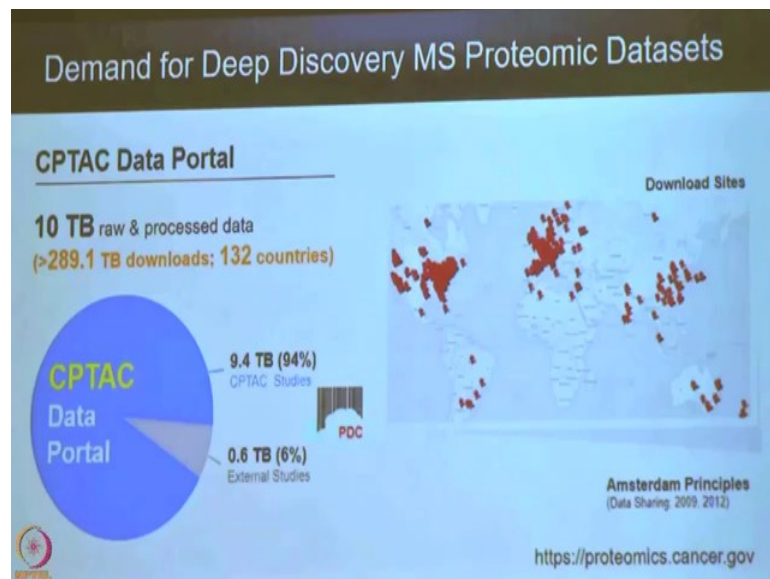 Demand for Deep Discovery MS Proteomic Datasets
CPTAC Data Portal
10 TB raw & processed data
(>289.1 TB downloads; 132 countries)
CPTAC
Data
Portal
9.4 TB (94%)
CPTAC Studies
0.6 TB (6%)
External Studies
PDC
Download Sites
Amsterdam Principles
(Data Sharing 2009, 2012)
https://proteomics.cancer.gov
NPTEL